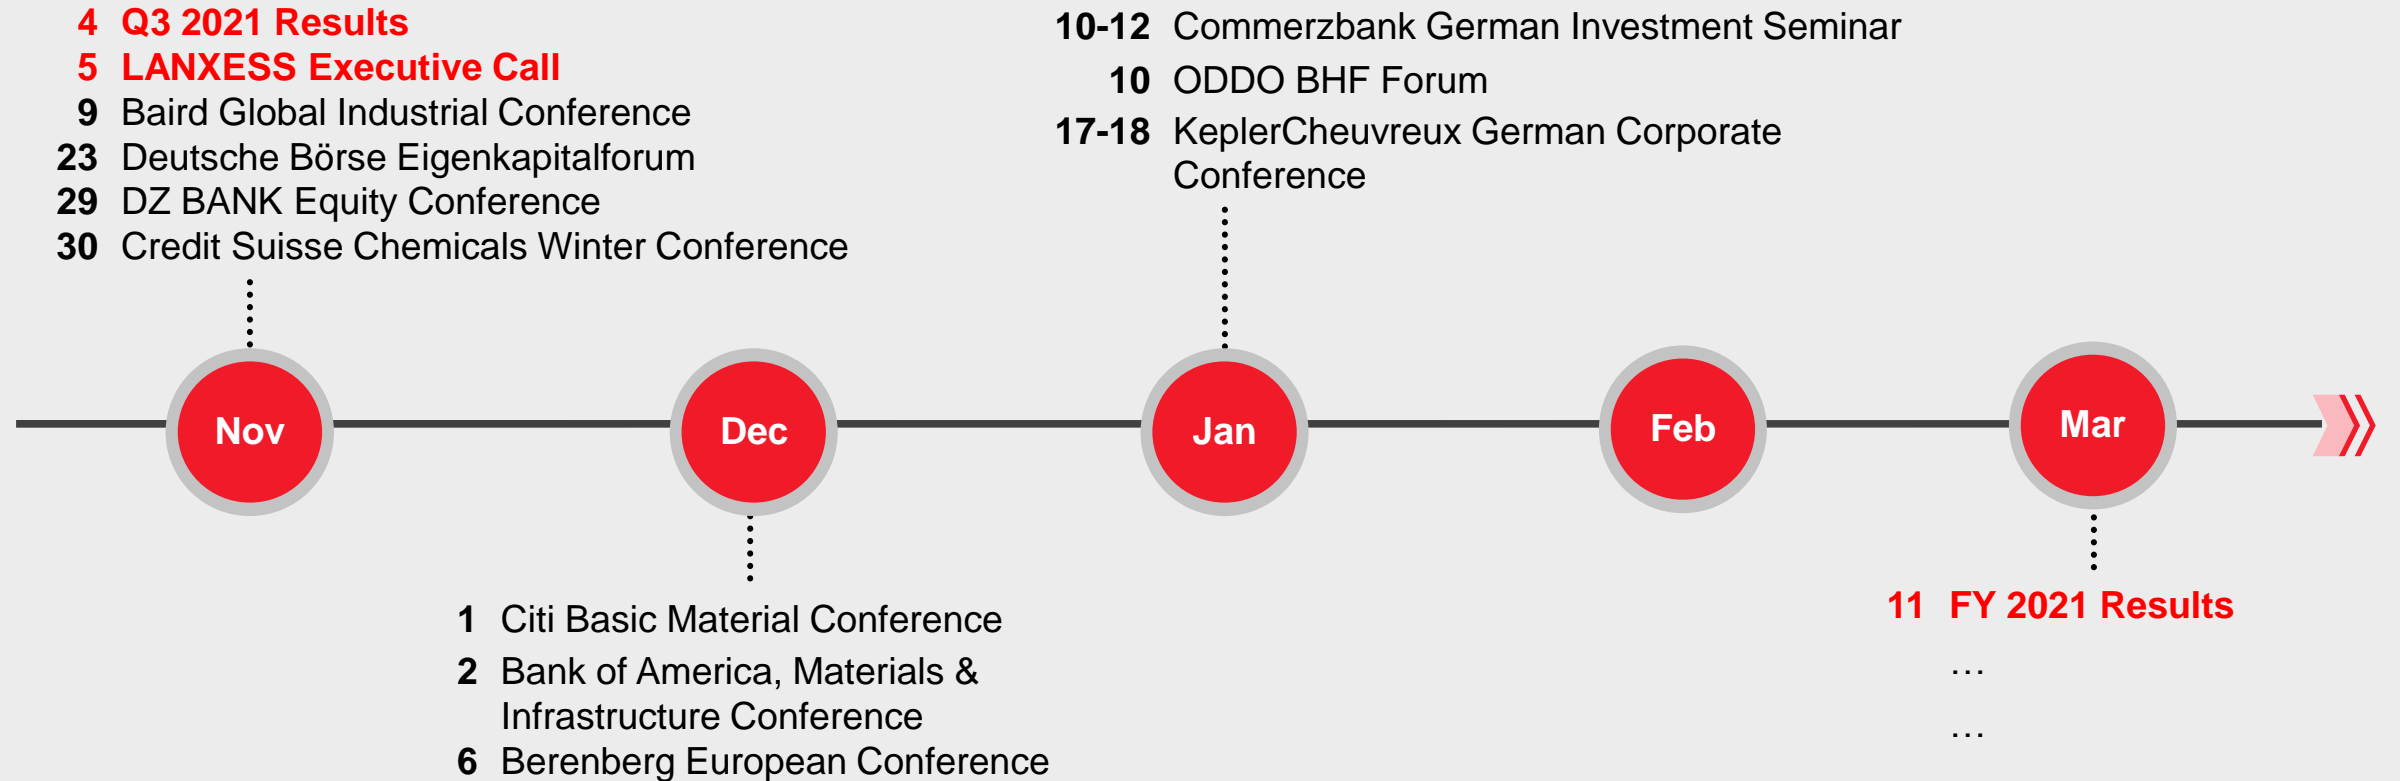 4 Q3 2021 Results
5 LANXESS Executive Call
9 Baird Global Industrial Conference
23 Deutsche Börse Eigenkapitalforum
29 DZ BANK Equity Conference
30 Credit Suisse Chemicals Winter Conference
10-12 Commerzbank German Investment Seminar
10 ODDO BHF Forum
17-18 KeplerCheuvreux German Corporate
Conference
Nov
Dec
Jan
Feb
Mar
1 Citi Basic Material Conference
2 Bank of America, Materials &
Infrastructure Conference
6 Berenberg European Conference
11 FY 2021 Results
…
…